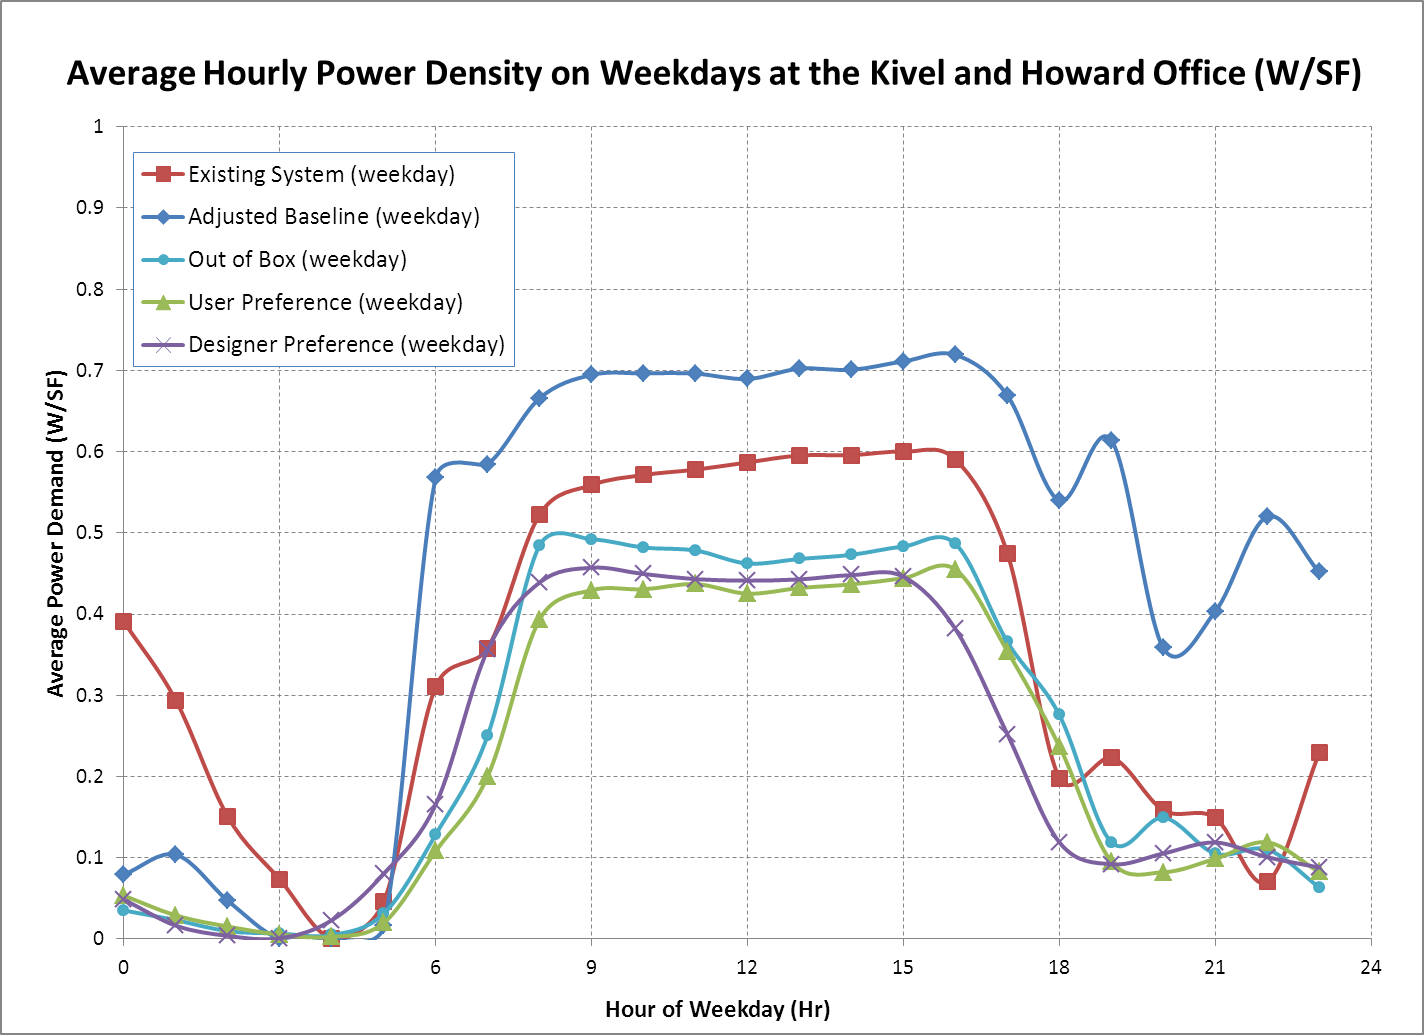 Average Hourly Power Density on Weekdays at the Kivel and Howard Office (W/SF)
1
0.9
0.8
0.7
0.6
0.5
0.4
0.3
0.2
0.1
0
Average Power Demand (W/SF)
Existing System (weekday)
Adjusted Baseline (weekday)
Out of Box (weekday)
User Preference (weekday)
Designer Preference (weekday)
0 3 6 9 12 15 18 21 24
Hour of Weekday (Hr)